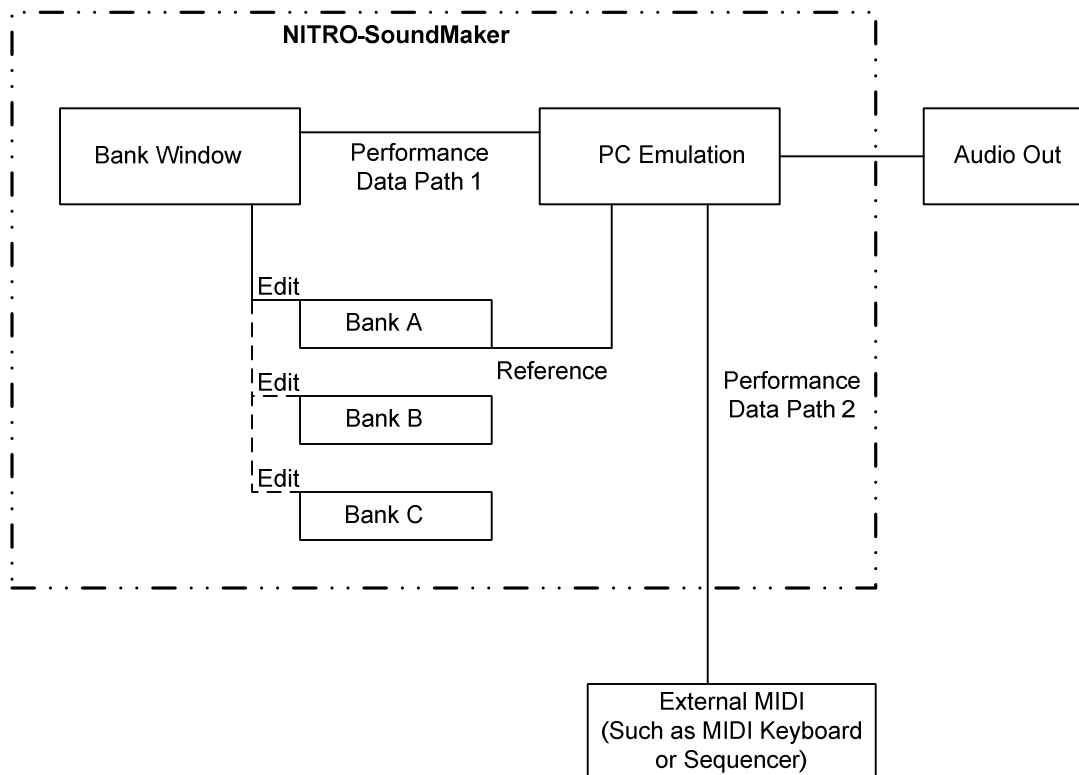 NITRO-SoundMaker
Bank Window
Performance
Data Path 1
PC Emulation
Audio Out
Edit
Bank A
Reference
Edit
Bank B
Performance
Data Path 2
Edit
Bank C
External MIDI
(Such as MIDI Keyboard
or Sequencer)